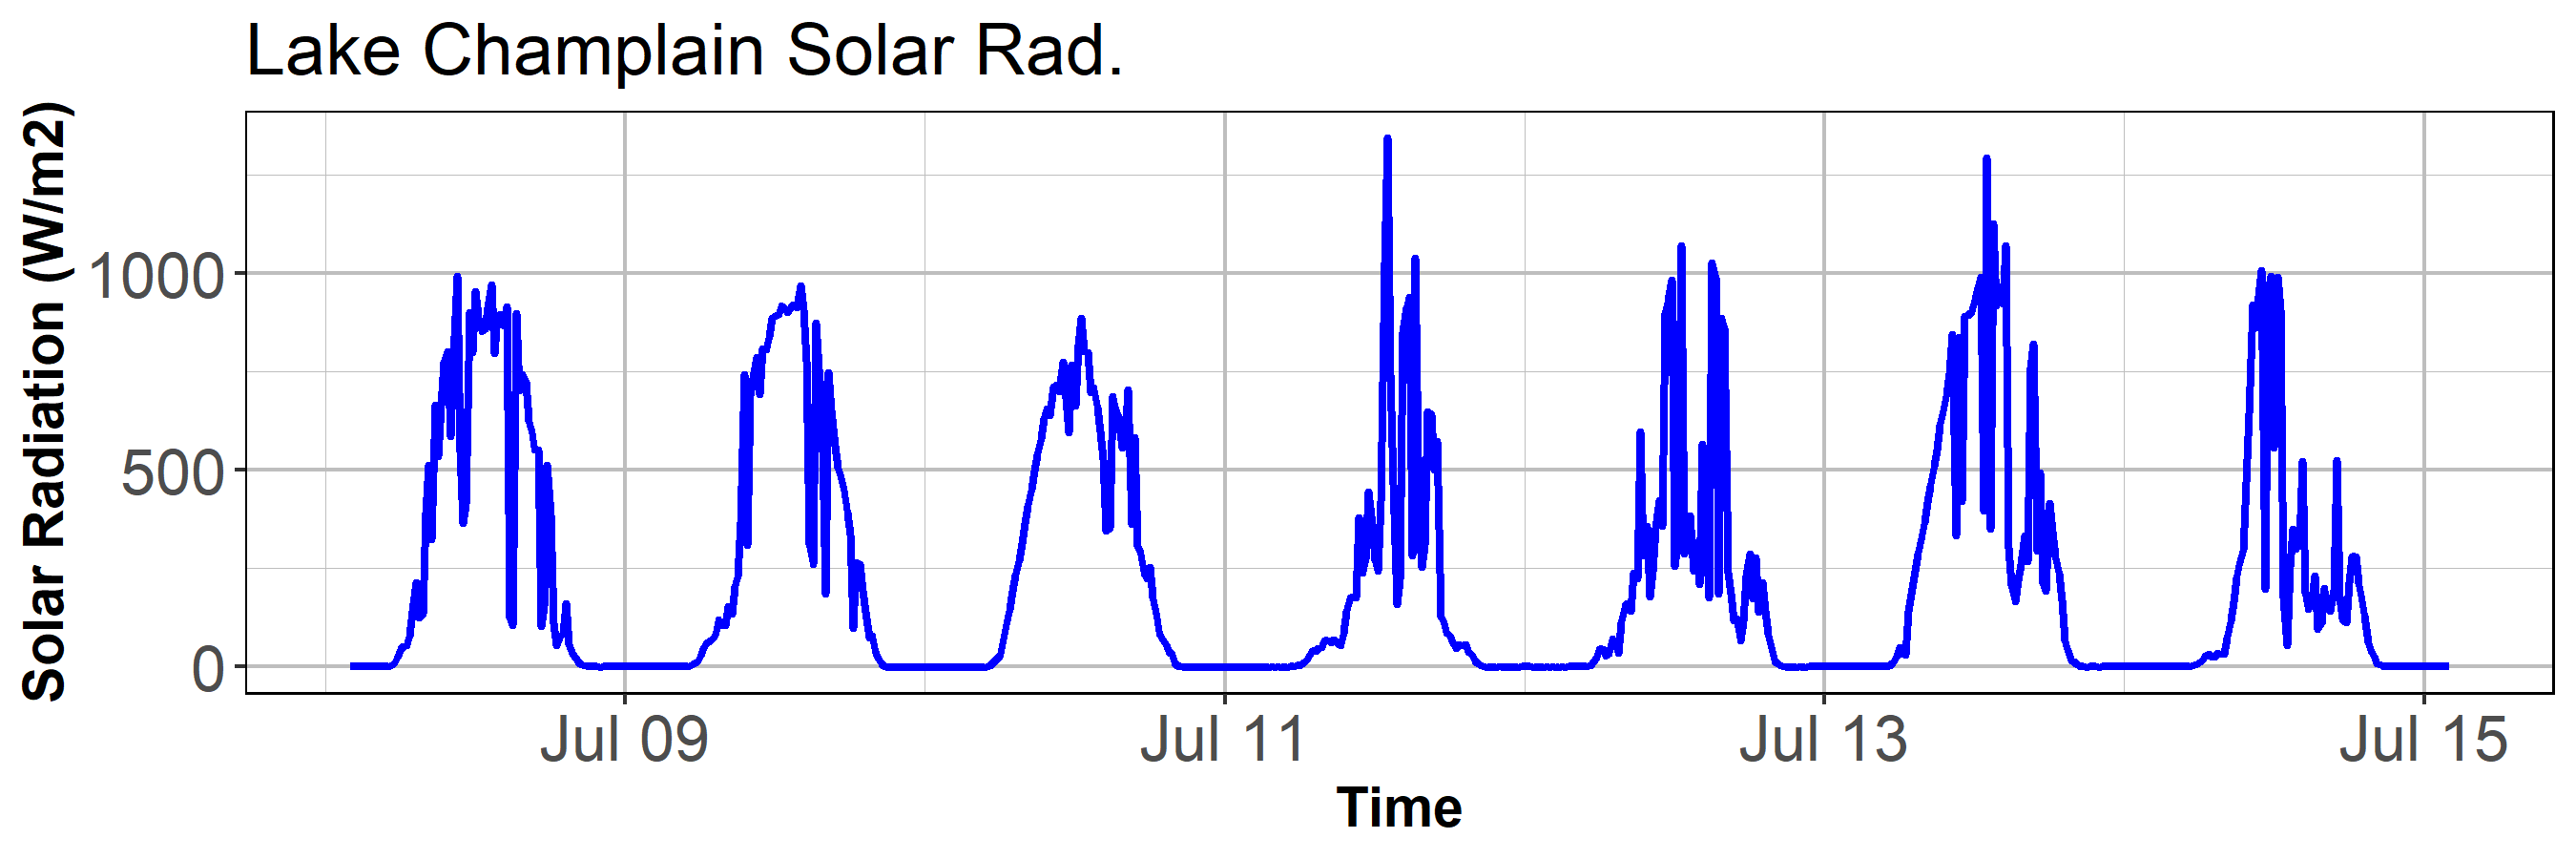 Lake Champlain Solar Rad.
Solar Radiation (W/m2)
1000
500
0
Jul 09 Jul 11 Jul 13 Jul 15
Time